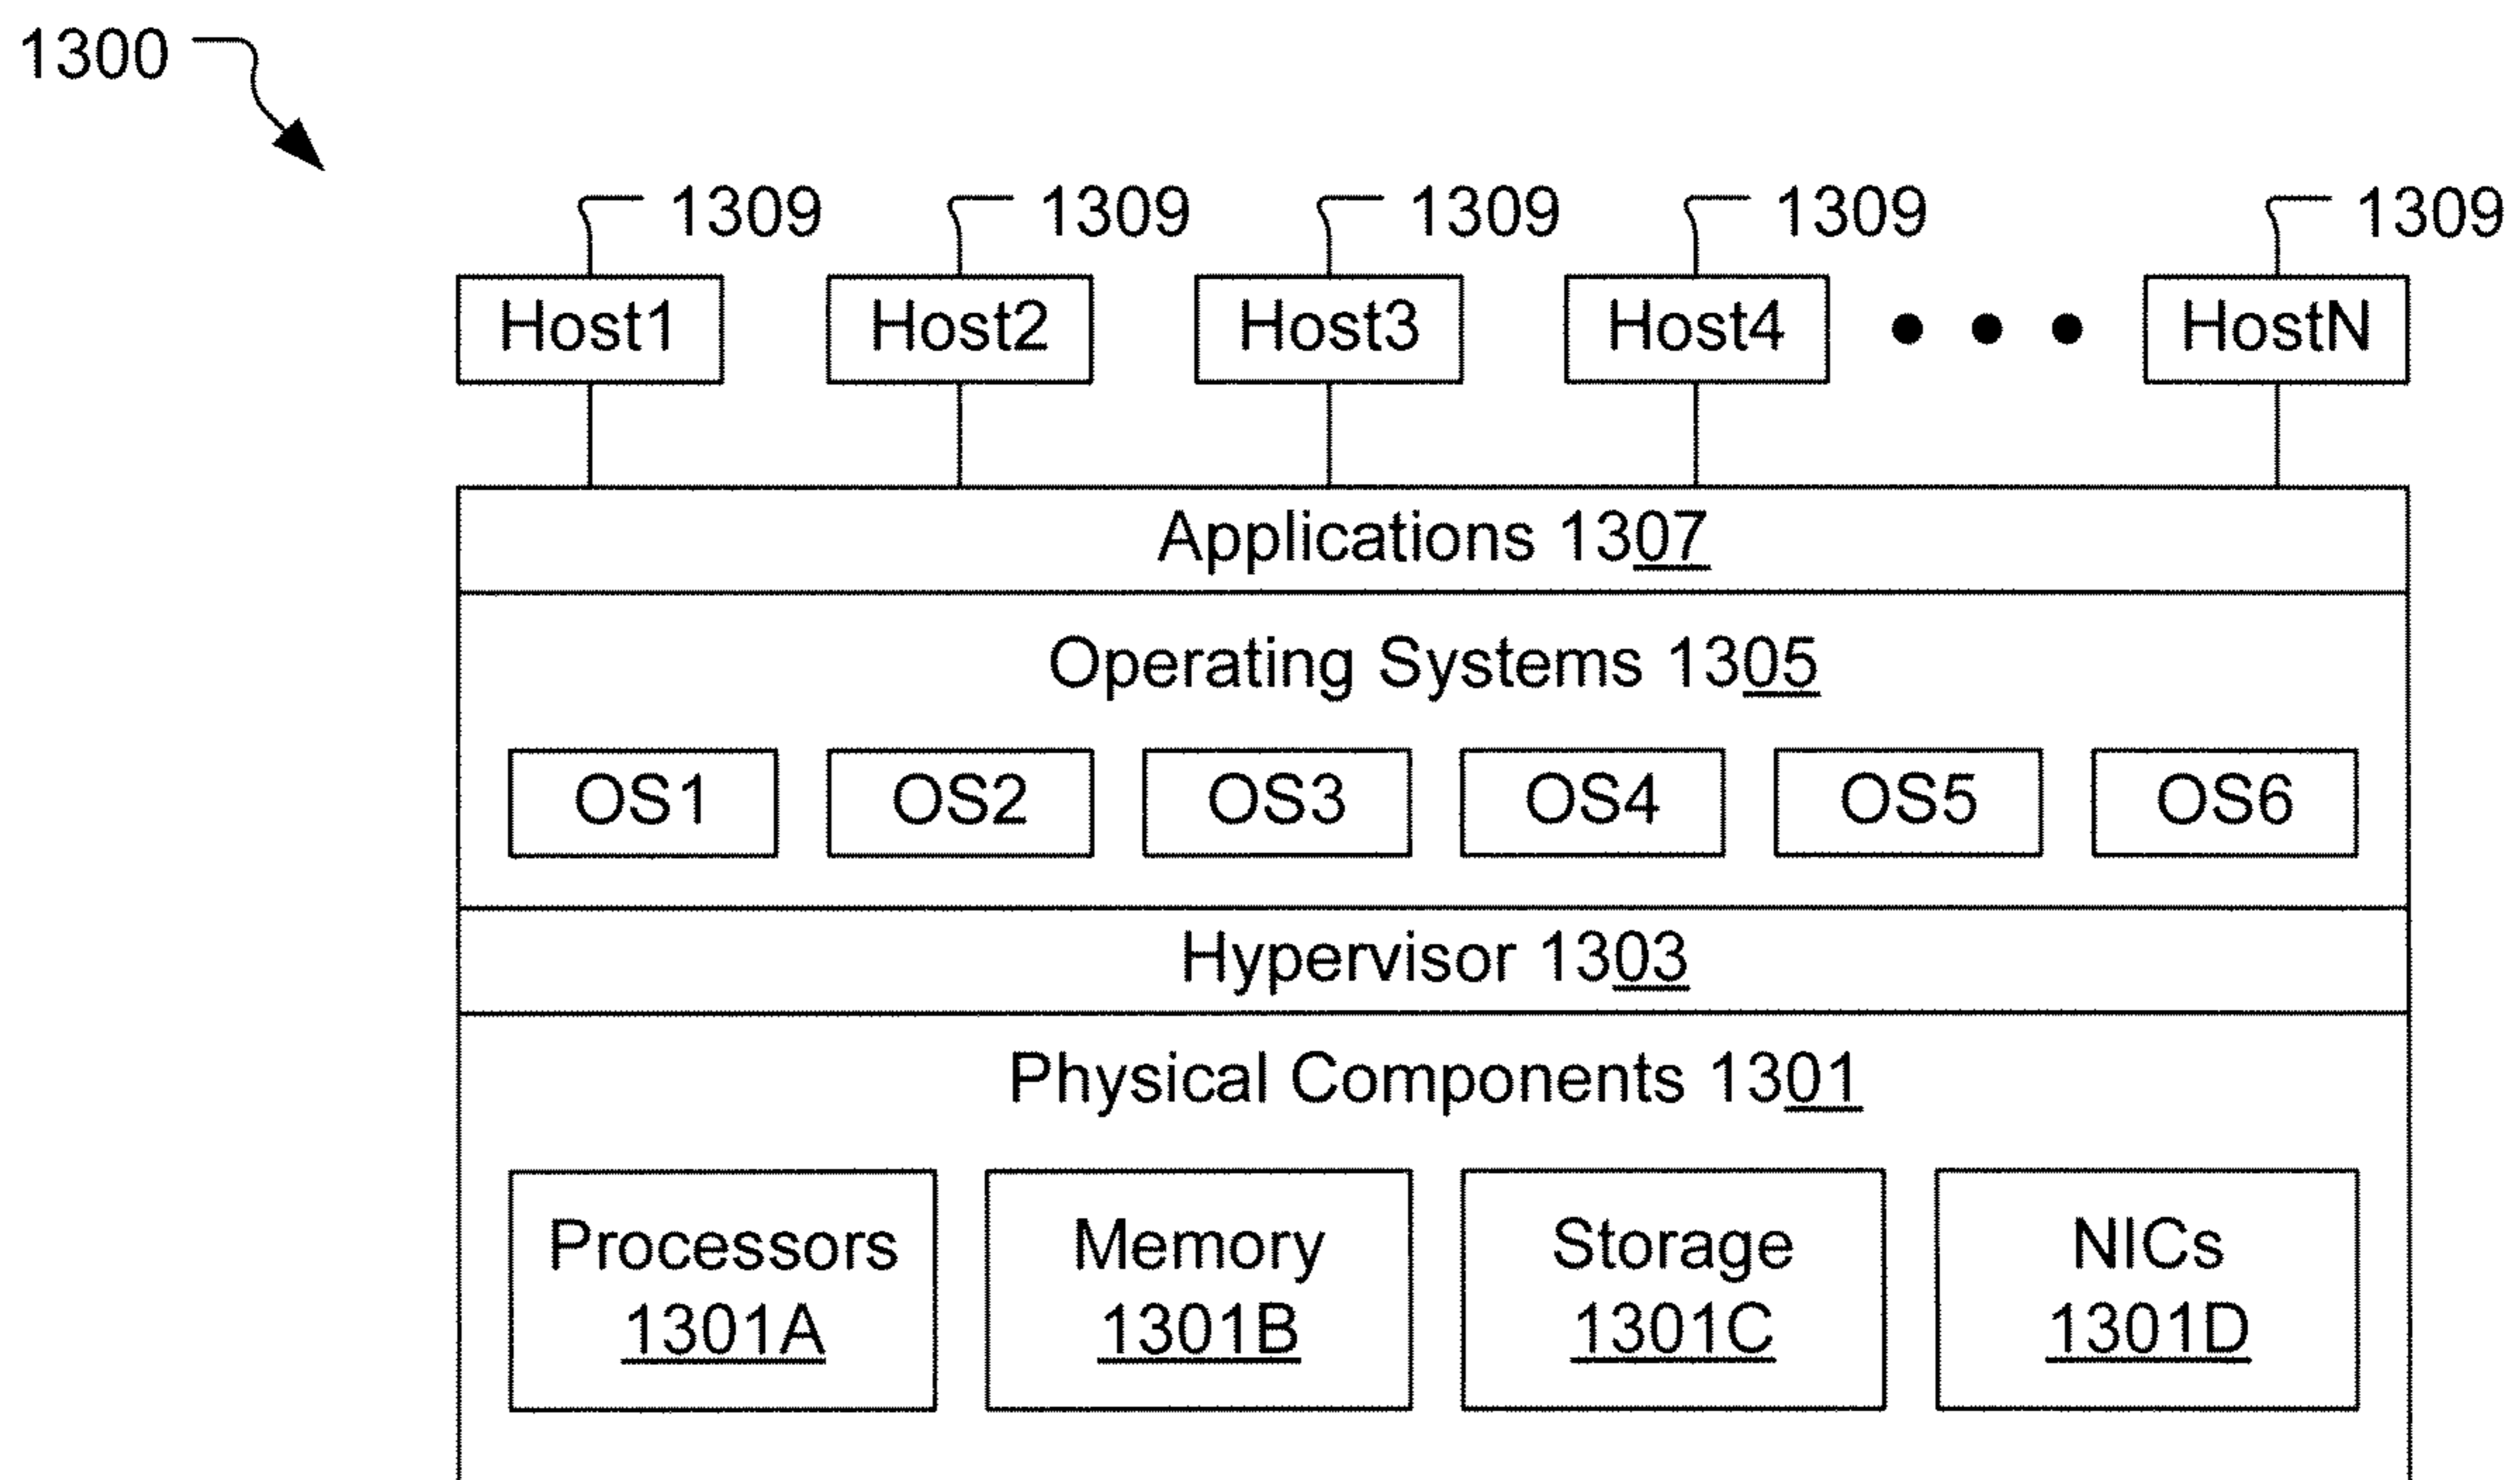 1300
1309 1309 1309 1309 1309
Host1 Host2 Host3 Host4 HostN
Applications 1307
Operating Systems 1305
OS1 OS2 OS3 OS4 OS5 OS6
Hypervisor 1303
Physical Components 1301
Processors Memory Storage NICs
1301A 1301B 1301C 1301D